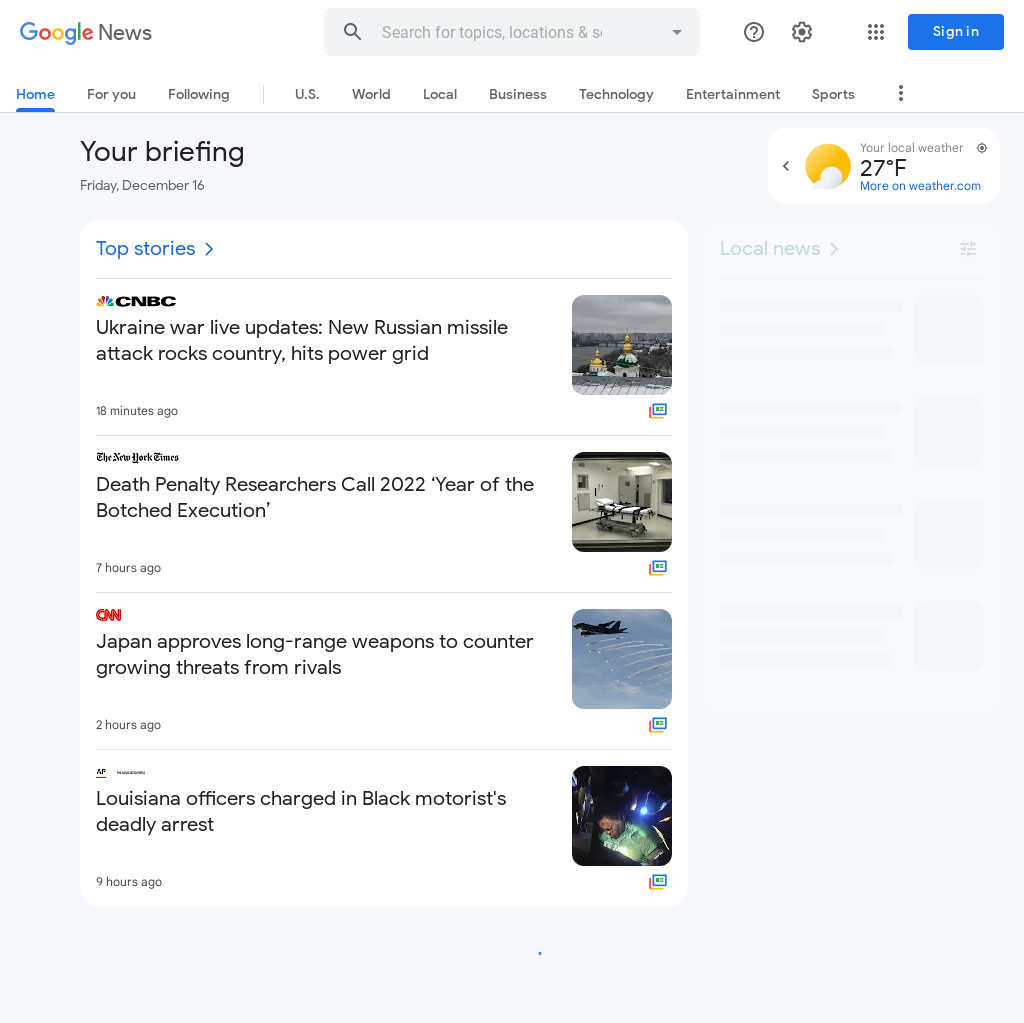 Google News
Search for topics, locations & so
Sign in
Home
For you
Following
U.S.
World
Local
Business
Technology
Entertainment
Sports
Your briefing
Friday, December 16
Your local weather
27°F
More on weather.com
Top stories
Local news
CNBC
Ukraine war live updates: New Russian missile
attack rocks country, hits power grid
18 minutes ago
The New York Times
Death Penalty Researchers Call 2022 ‘Year of the
Botched Execution’
7 hours ago
CNN
Japan approves long-range weapons to counter
growing threats from rivals
2 hours ago
AP
Louisiana officers charged in Black motorist's
deadly arrest
9 hours ago